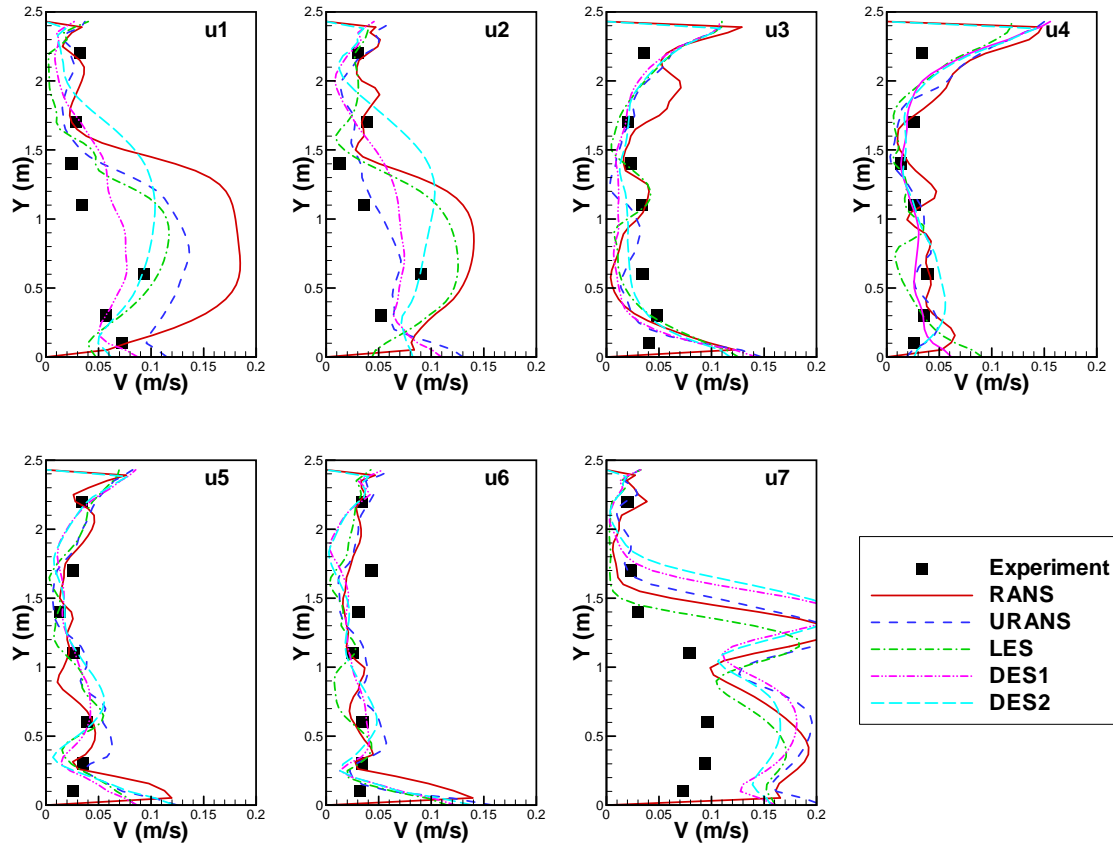 u1 u2 u3 u4
2.5 2.5 2.5 2.5
2 2 2 2
1.5 1.5 1.5 1.5
Y (m) Y (m) Y (m) Y (m)
1 1 1 1
0.5 0.5 0.5 0.5
0 0 0 0
0 0.05 0.1 0.15 0.2 0 0.05 0.1 0.15 0.2 0 0.05 0.1 0.15 0.2 0 0.05 0.1 0.15 0.2
V (m/s) V (m/s) V (m/s) V (m/s)
u5 u6 u7
2.5 2.5 2.5
2 2 2
1.5 1.5 1.5
Y (m) Y (m) Y (m)
1 1 1
0.5 0.5 0.5
0 0 0
0 0.05 0.1 0.15 0.2 0 0.05 0.1 0.15 0.2 0 0.05 0.1 0.15 0.2
V (m/s) V (m/s) V (m/s)
Experiment
RANS
URANS
LES
DES1
DES2